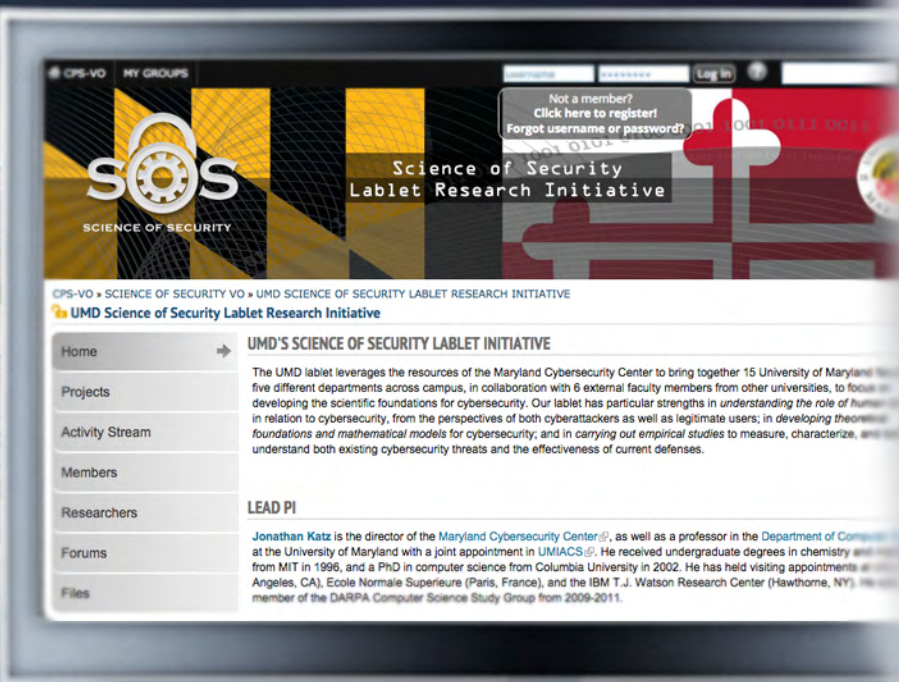 CPS-VO MY GROUPS
username ******** Log in ?
Not a member?
Click here to register!
Forgot username or password?
1001 0101 1001 0111
SOS
SCIENCE OF SECURITY
Science of Security
Lablet Research Initiative
CPS-VO » SCIENCE OF SECURITY VO » UMD SCIENCE OF SECURITY LABLET RESEARCH INITIATIVE
UMD Science of Security Lablet Research Initiative
Home
Projects
Activity Stream
Members
Researchers
Forums
Files
UMD'S SCIENCE OF SECURITY LABLET INITIATIVE
The UMD lablet leverages the resources of the Maryland Cybersecurity Center to bring together 15 University of Maryland
five different departments across campus, in collaboration with 6 external faculty members from other universities, to focus on
developing the scientific foundations for cybersecurity. Our lablet has particular strengths in understanding the role of human
in relation to cybersecurity, from the perspectives of both cyberattackers as well as legitimate users; in developing theoretical
foundations and mathematical models for cybersecurity; and in carrying out empirical studies to measure, characterize, and
understand both existing cybersecurity threats and the effectiveness of current defenses.
LEAD PI
Jonathan Katz is the director of the Maryland Cybersecurity Center, as well as a professor in the Department of Computer
at the University of Maryland with a joint appointment in UMIACS. He received undergraduate degrees in chemistry and
from MIT in 1996, and a PhD in computer science from Columbia University in 2002. He has held visiting appointments at
Angeles, CA), Ecole Normale Superieure (Paris, France), and the IBM T.J. Watson Research Center (Hawthorne, NY).
member of the DARPA Computer Science Study Group from 2009-2011.